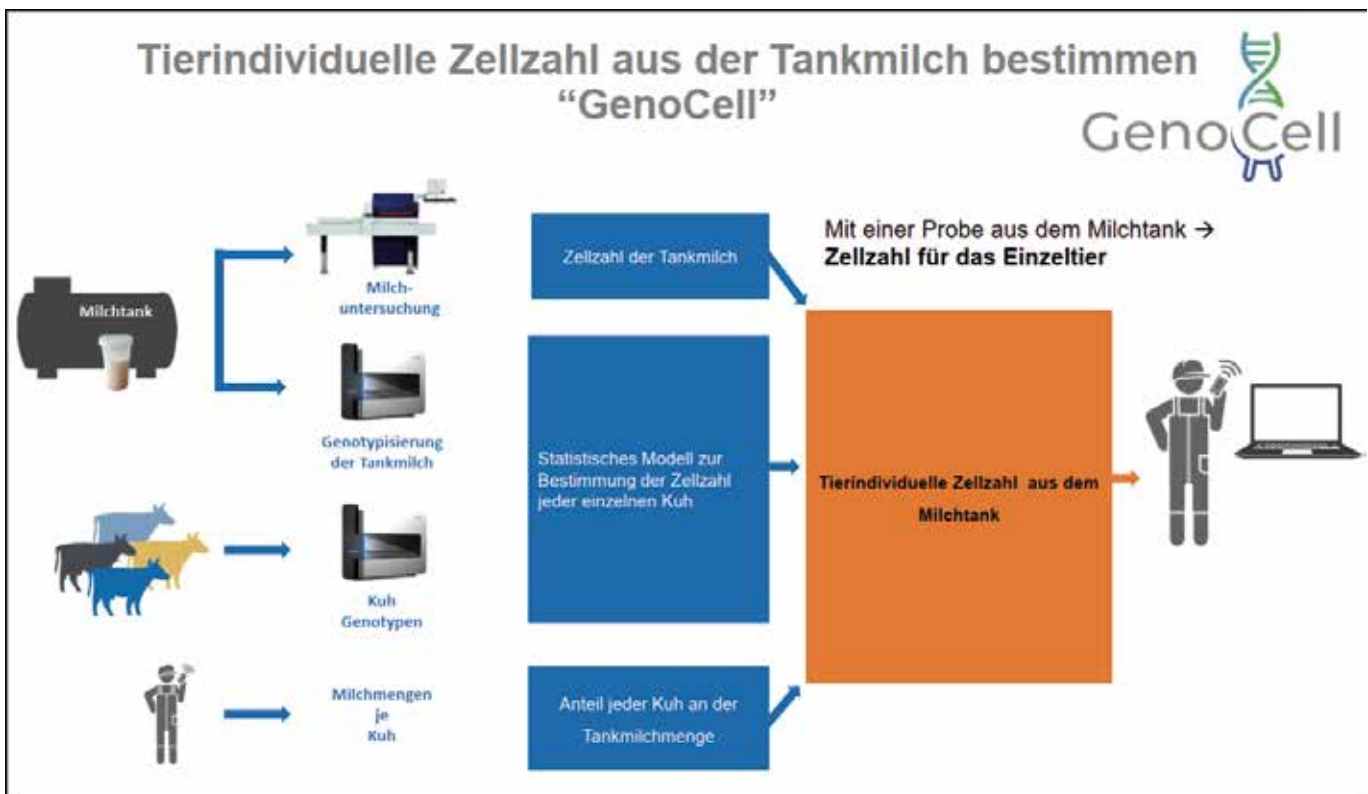 Tierindividuelle Zellzahl aus der Tankmilch bestimmen
“GenoCell”
GenoCell
Mit einer Probe aus dem Milchtank →
Zellzahl für das Einzeltier
Milchtank
Milch-
untersuchung
Genotypisierung
der Tankmilch
Kuh
Genotypen
Milchmengen
je
Kuh
Zellzahl der Tankmilch
Statistisches Modell zur
Bestimmung der Zellzahl
jeder einzelnen Kuh
Anteil jeder Kuh an der
Tankmilchmenge
Tierindividuelle Zellzahl aus dem
Milchtank